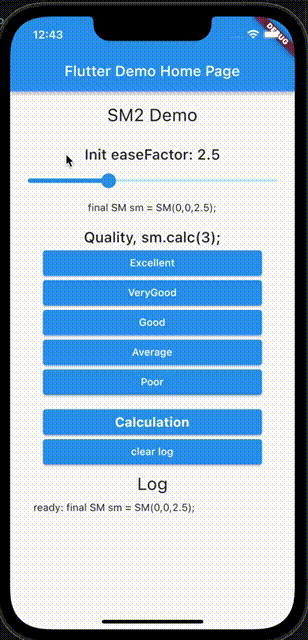 12:43
DEBUG
Flutter Demo Home Page
SM2 Demo
Init easeFactor: 2.5
final SM sm = SM(0,0,2.5);
Quality, sm.calc(3);
Excellent
VeryGood
Good
Average
Poor
Calculation
clear log
Log
ready: final SM sm = SM(0,0,2.5);